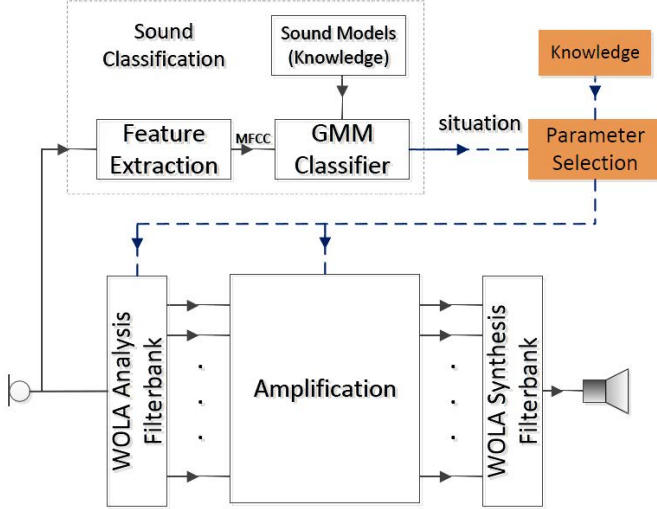 Sound
Classification
Sound Models
(Knowledge)
Knowledge
Feature
Extraction
MFCC
GMM
Classifier
situation
Parameter
Selection
WOLA Analysis
Filterbank
Amplification
WOLA Synthesis
Filterbank